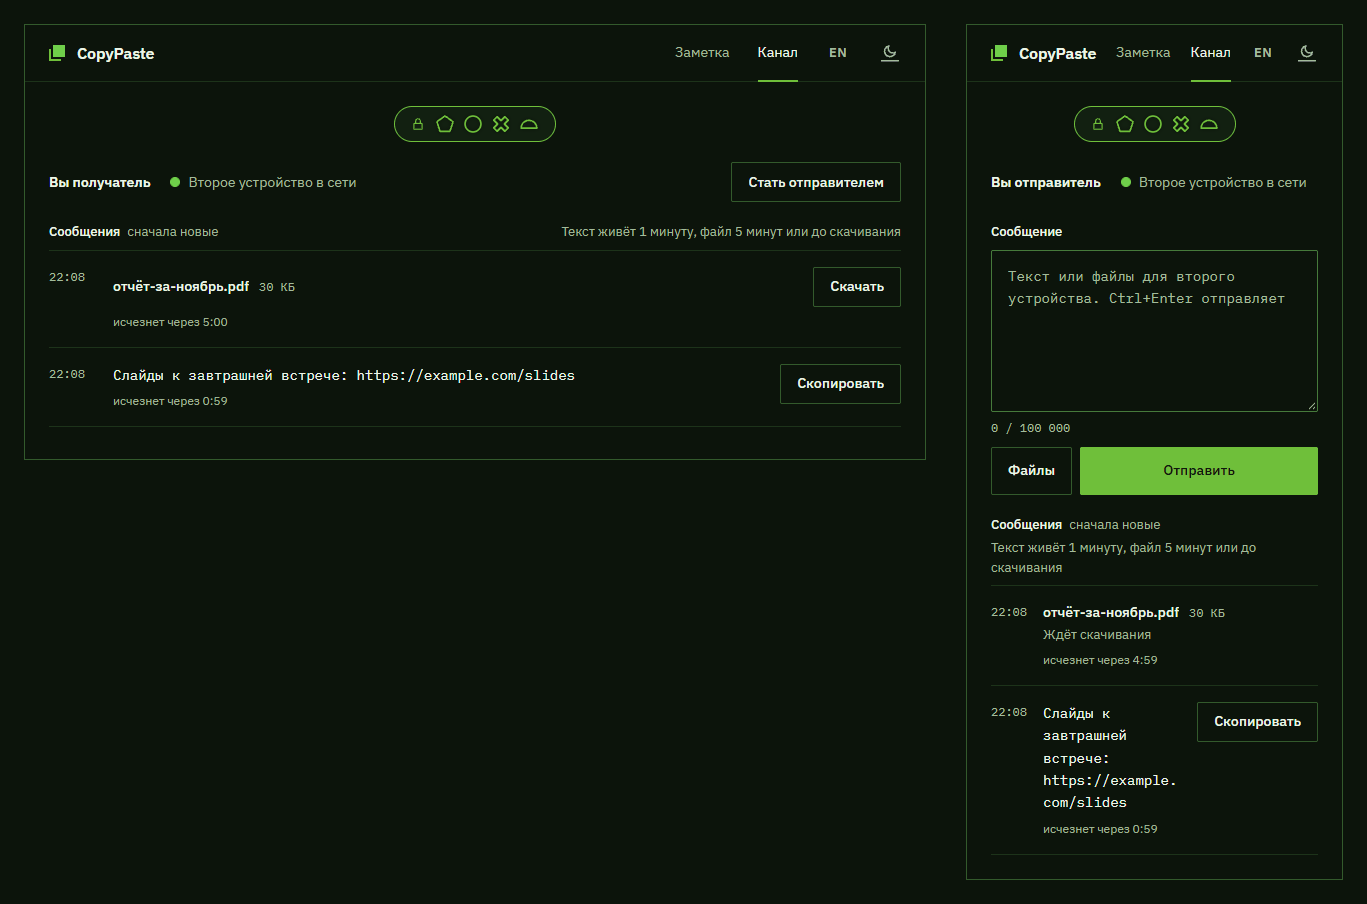 CopyPaste
Заметка
Канал
EN
Вы получатель
Второе устройство в сети
Стать отправителем
Сообщения сначала новые
Текст живёт 1 минуту, файл 5 минут или до скачивания
22:08
отчёт-за-ноябрь.pdf 30 КБ
Скачать
исчезнет через 5:00
22:08
Слайды к завтрашней встрече: https://example.com/slides
Скопировать
исчезнет через 0:59
CopyPaste
Заметка
Канал
EN
Вы отправитель
Второе устройство в сети
Сообщение
Текст или файлы для второго
устройства. Ctrl+Enter отправляет
0 / 100 000
Файлы
Отправить
Сообщения сначала новые
Текст живёт 1 минуту, файл 5 минут или до
скачивания
22:08
отчёт-за-ноябрь.pdf 30 КБ
Ждёт скачивания
исчезнет через 4:59
22:08
Слайды к
завтрашней
встрече:
https://example.
com/slides
Скопировать
исчезнет через 0:59